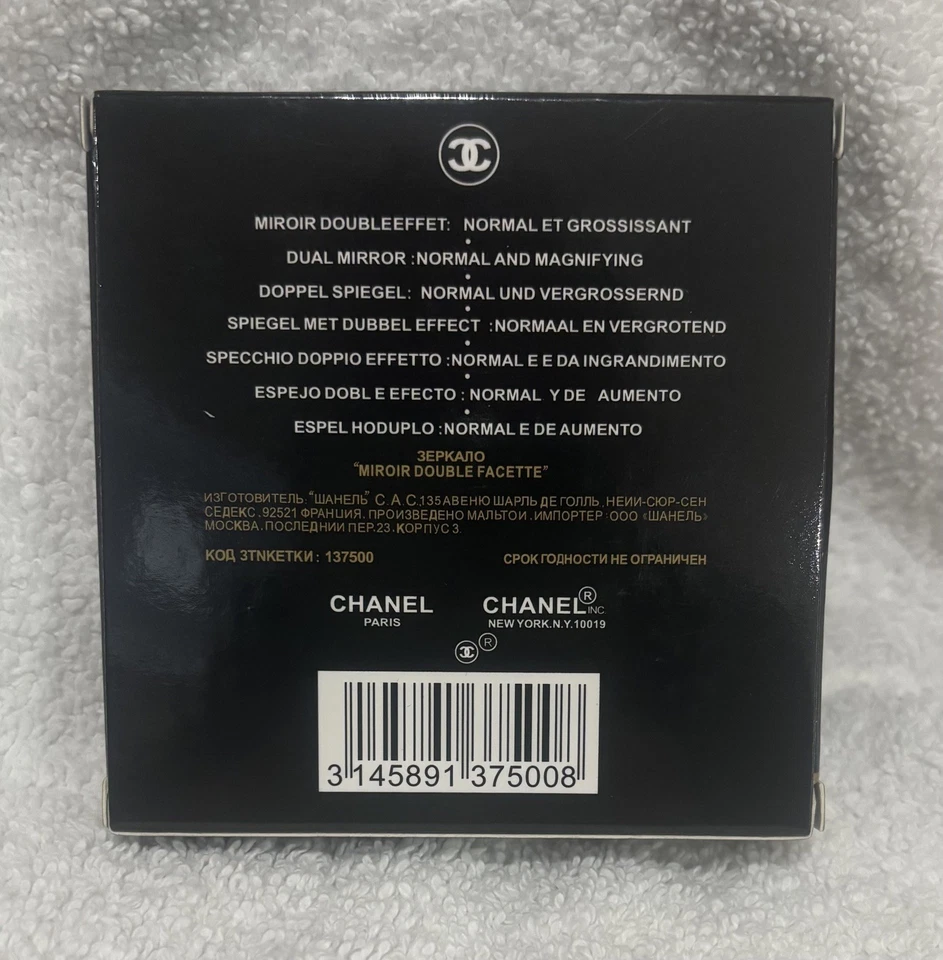 MIROIR DOUBLEEFFET: NORMAL ET GROSSISSANT
DUAL MIRROR :NORMAL AND MAGNIFYING
DOPPEL SPIEGEL: NORMAL UND VERGROSSERND
SPIEGEL MET DUBBEL EFFECT :NORMAAL EN VERGROTEND
SPECCHIO DOPPIO EFFETTO :NORMAL E E DA INGRANDIMENTO
ESPEJO DOBL E EFECTO : NORMAL Y DE AUMENTO
ESPEL HODUPLO :NORMAL E DE AUMENTO
ЗЕРКАЛО
"MIROIR DOUBLE FACETTE"
ИЗГОТОВИТЕЛЬ: "ШАНЕЛЬ" С.А.С,135АВЕНЮ ШАРЛЬ ДЕ ГОЛЛЬ, НЕИИ-СЮР-СЕН
СЕДЕКС.92521 ФРАНЦИЯ. ПРОИЗВЕДЕНО МАЛЬТОИ.ИМПОРТЕР:ООО «ШАНЕЛЬ»
МОСКВА.ПОСЛЕДНИИ ПЕР.23.КОРПУС 3.
КОД ЗТNКЕТКИ: 137500 СРОК ГОДНОСТИ НЕ ОГРАНИЧЕН
CHANEL CHANEL® INC
PARIS NEW YORK.N.Y.10019
®
3 145891 375008